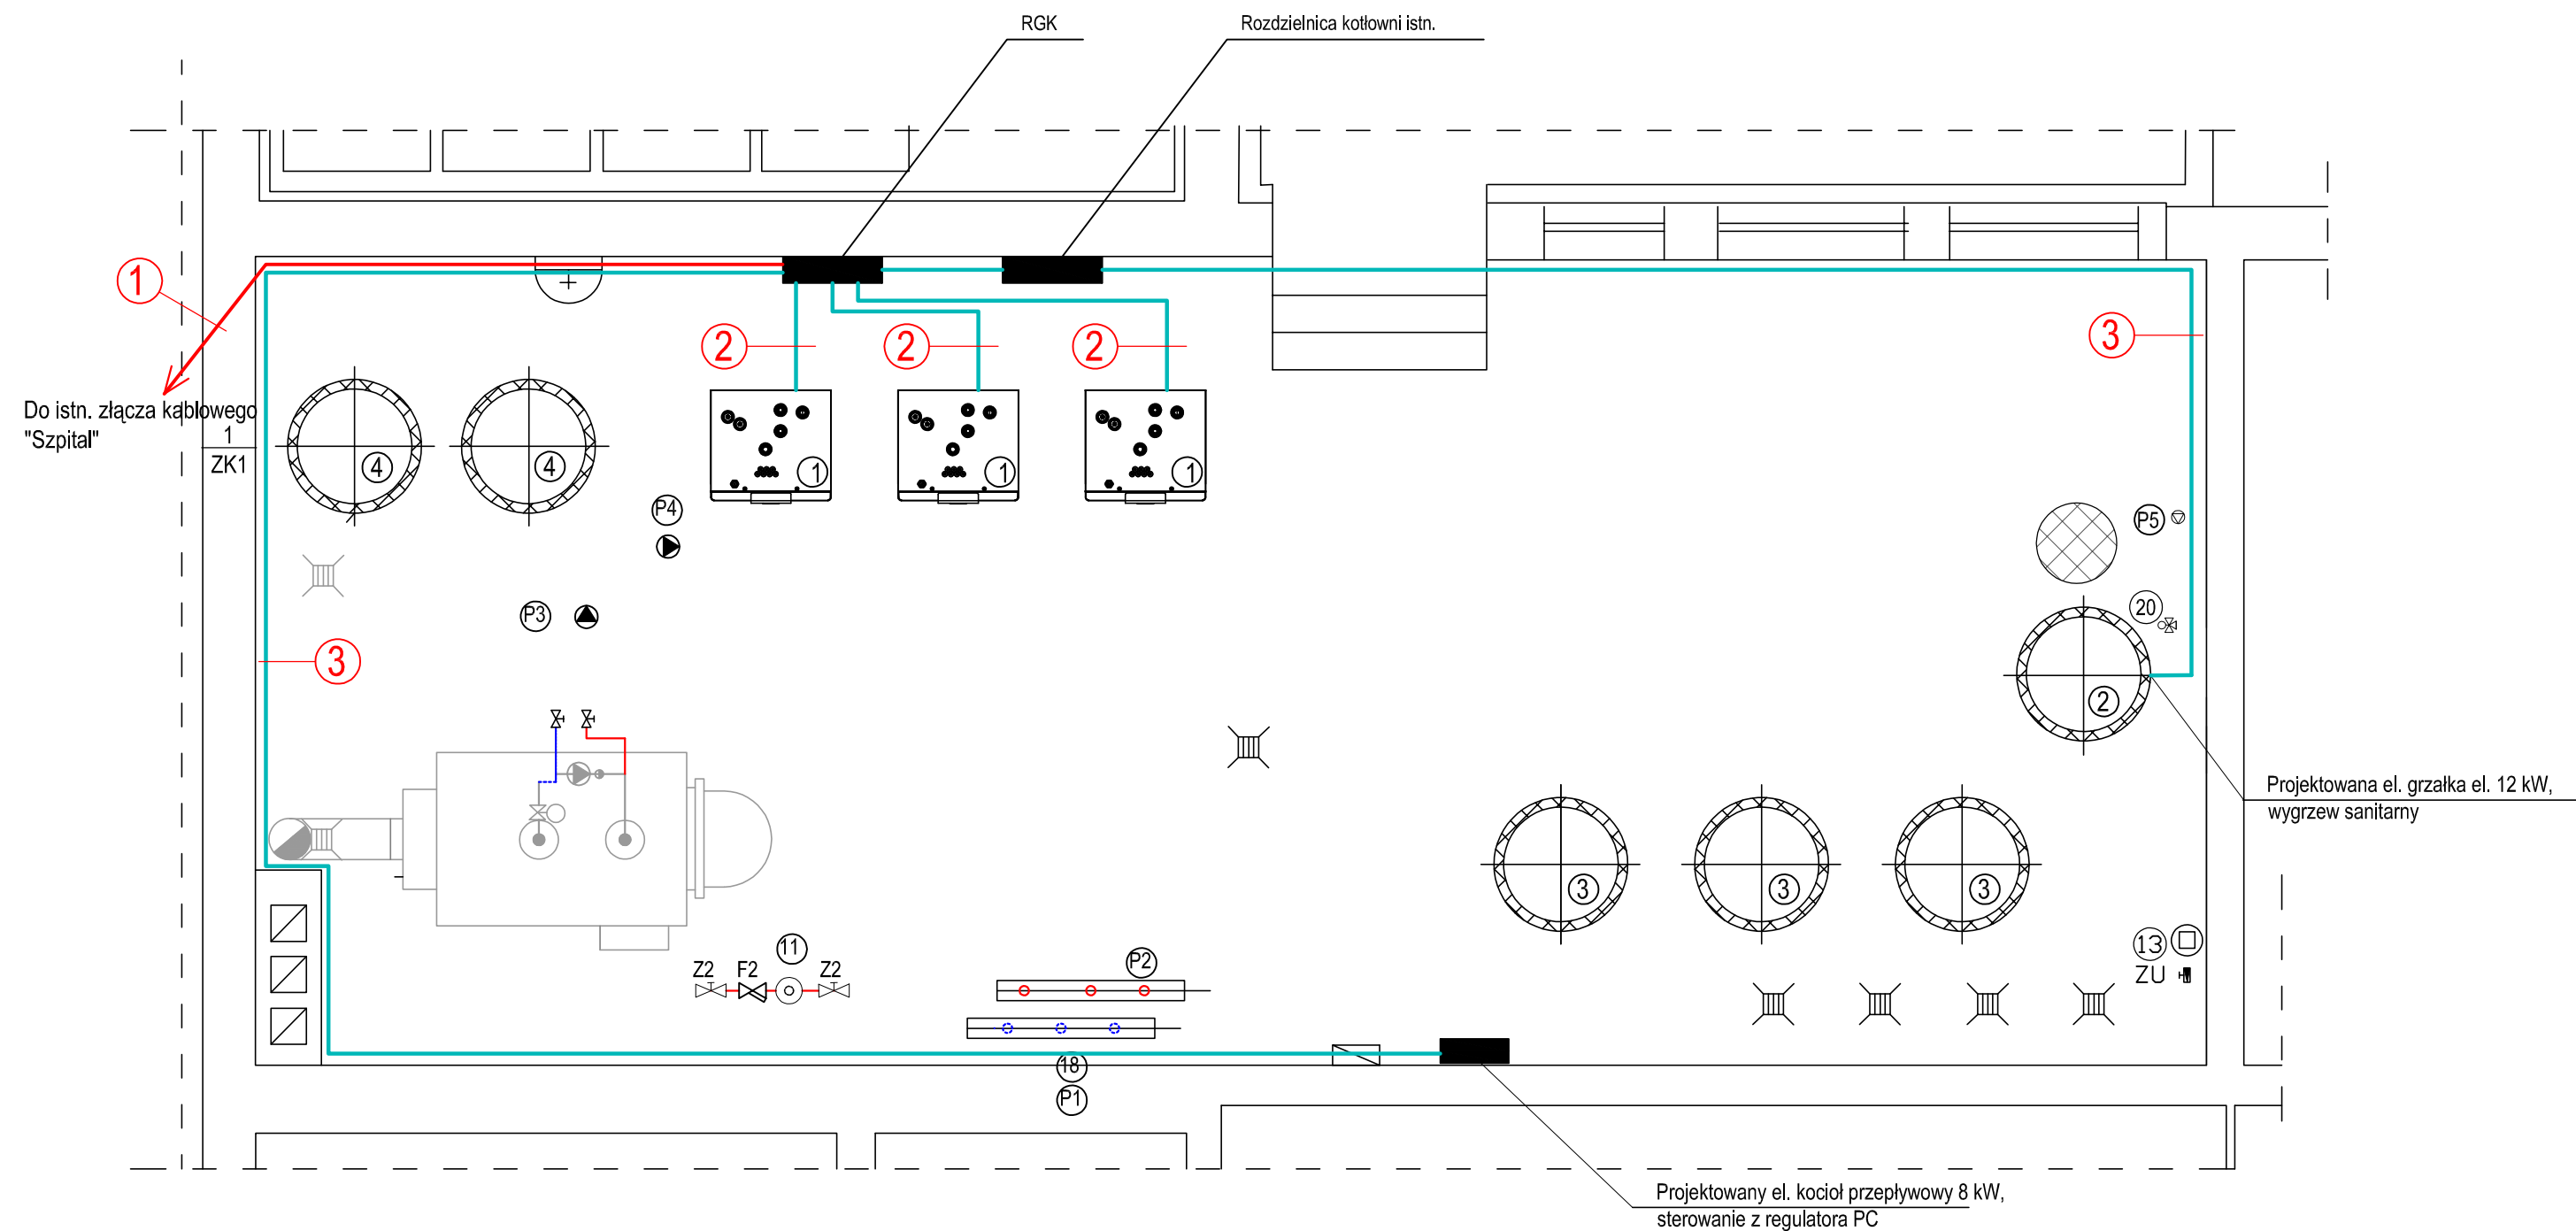 RGK
Rozdzielnica kotłowni istn.
1
2
2
2
3
Do istn. złącza kablowego
"Szpital"
1
ZK1
4
4
1
1
1
P4
P5
P3
20
3
2
Projektowana el. grzałka el. 12 kW,
wygrzew sanitarny
3
3
3
11
Z2
F2
Z2
P2
13
ZU
18
P1
Projektowany el. kocioł przepływowy 8 kW,
sterowanie z regulatora PC